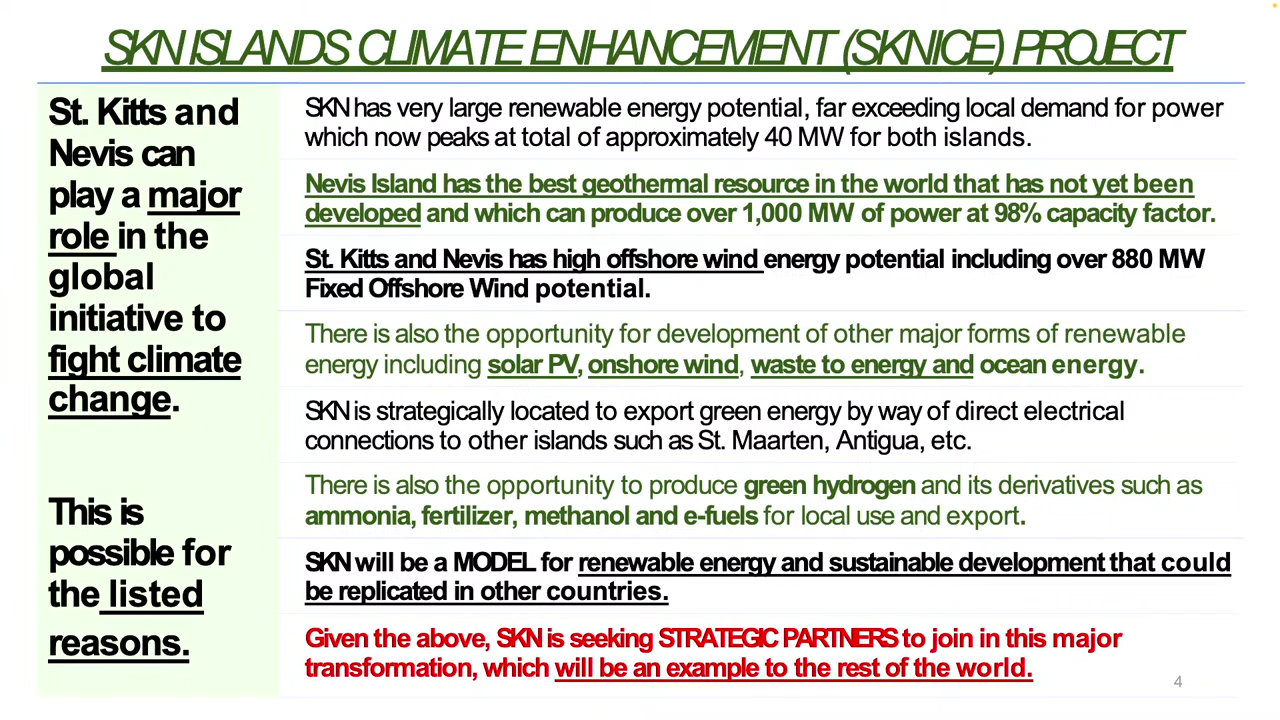 SKN ISLANDS CLIMATE ENHANCEMENT (SKNICE) PROJECT
St. Kitts and
Nevis can
play a major
role in the
global
initiative to
fight climate
change.
This is
possible for
the listed
reasons.
SKN has very large renewable energy potential, far exceeding local demand for power
which now peaks at total of approximately 40 MW for both islands.
Nevis Island has the best geothermal resource in the world that has not yet been
developed and which can produce over 1,000 MW of power at 98% capacity factor.
St. Kitts and Nevis has high offshore wind energy potential including over 880 MW
Fixed Offshore Wind potential.
There is also the opportunity for development of other major forms of renewable
energy including solar PV, onshore wind, waste to energy and ocean energy.
SKN is strategically located to export green energy by way of direct electrical
connections to other islands such as St. Maarten, Antigua, etc.
There is also the opportunity to produce green hydrogen and its derivatives such as
ammonia, fertilizer, methanol and e-fuels for local use and export.
SKN will be a MODEL for renewable energy and sustainable development that could
be replicated in other countries.
Given the above, SKN is seeking STRATEGIC PARTNERS to join in this major
transformation, which will be an example to the rest of the world.
4